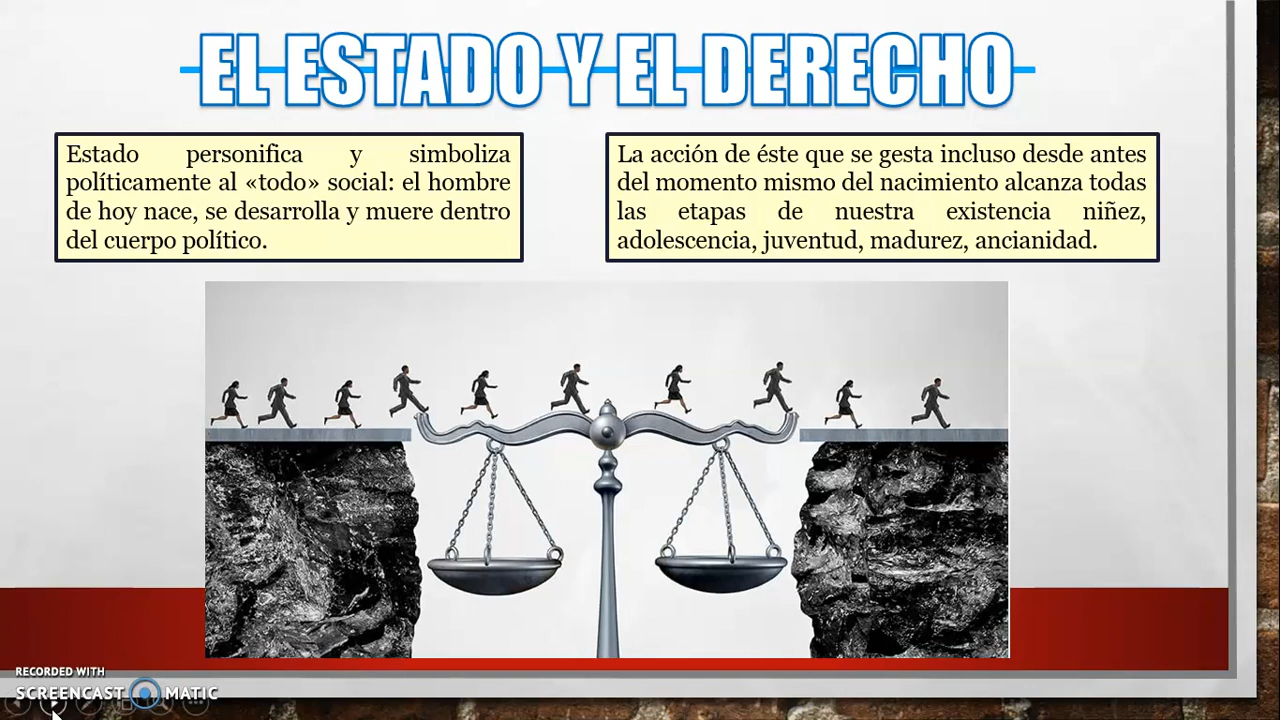 EL ESTADO Y EL DERECHO
Estado personifica y simboliza
políticamente al «todo» social: el hombre
de hoy nace, se desarrolla y muere dentro
del cuerpo político.
La acción de éste que se gesta incluso desde antes
del momento mismo del nacimiento alcanza todas
las etapas de nuestra existencia niñez,
adolescencia, juventud, madurez, ancianidad.
RECORDED WITH
SCREENCAST MATIC